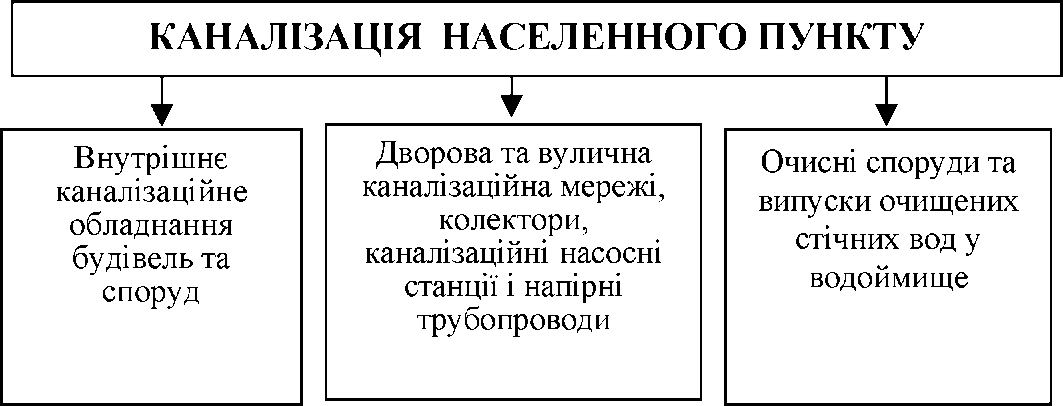 КАНАЛІЗАЦІЯ НАСЕЛЕННОГО ПУНКТУ
Внутрішнє
каналізаційне
обладнання
будівель та
споруд
Дворова та вулична
каналізаційна мережі,
колектори,
каналізаційні насосні
станції і напірні
трубопроводи
Очисні споруди та
випуски очищених
стічних вод у
водоймище